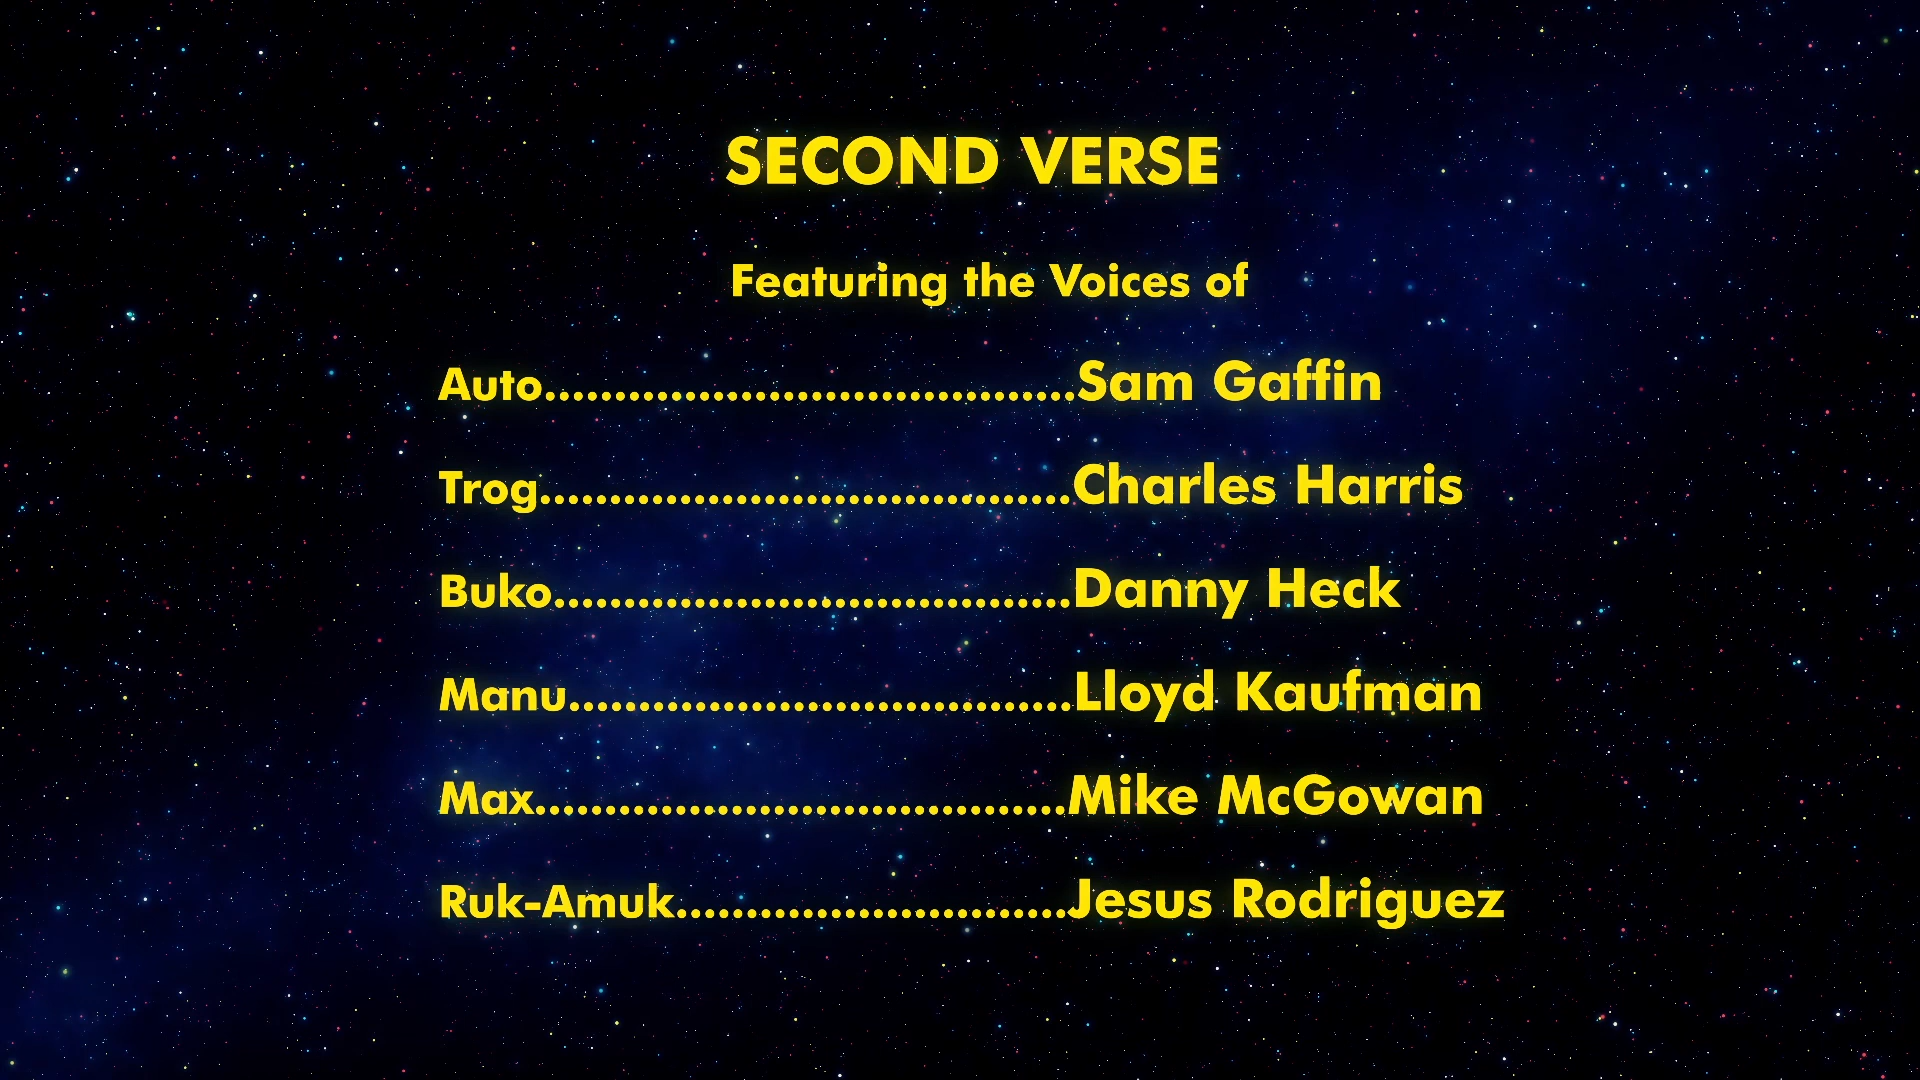 SECOND VERSE
Featuring the Voices of
Auto......................................Sam Gaffin
Trog......................................Charles Harris
Buko.....................................Danny Heck
Manu....................................Lloyd Kaufman
Max......................................Mike McGowan
Ruk-Amuk............................Jesus Rodriguez